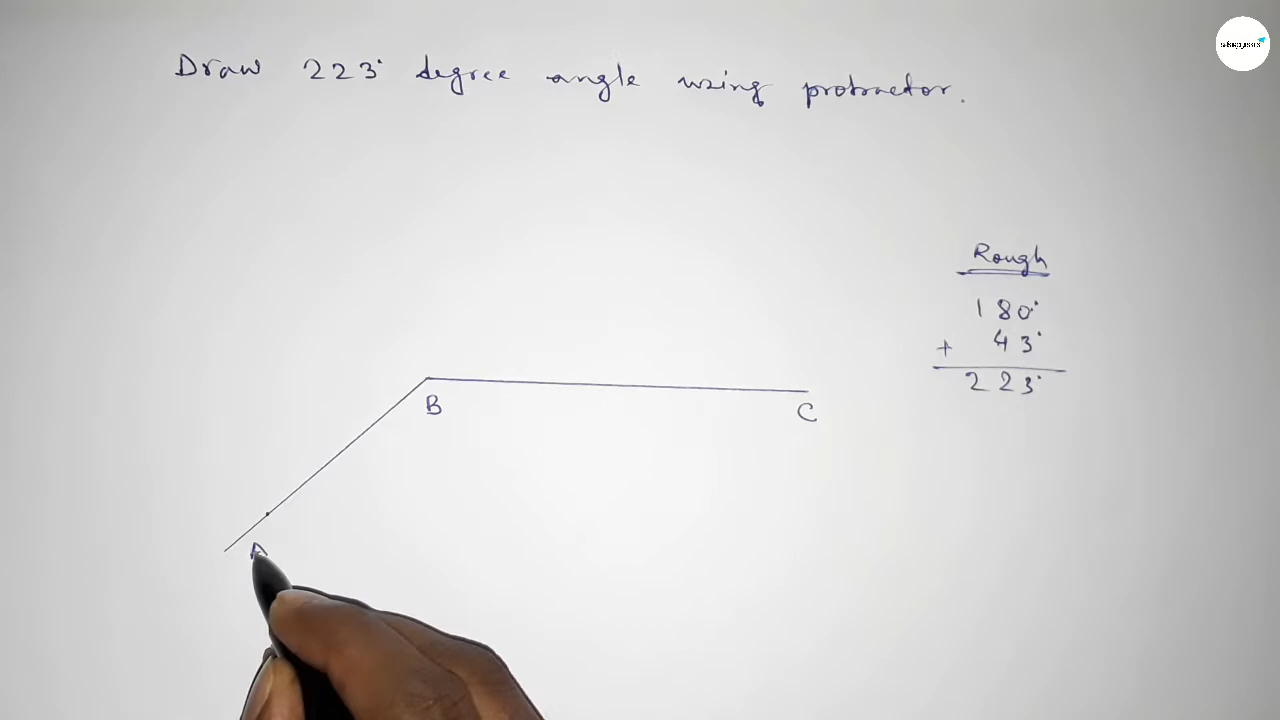 Draw 223° degree angle using protractor.
Rough
180°
+ 43°
223°
B
C
A